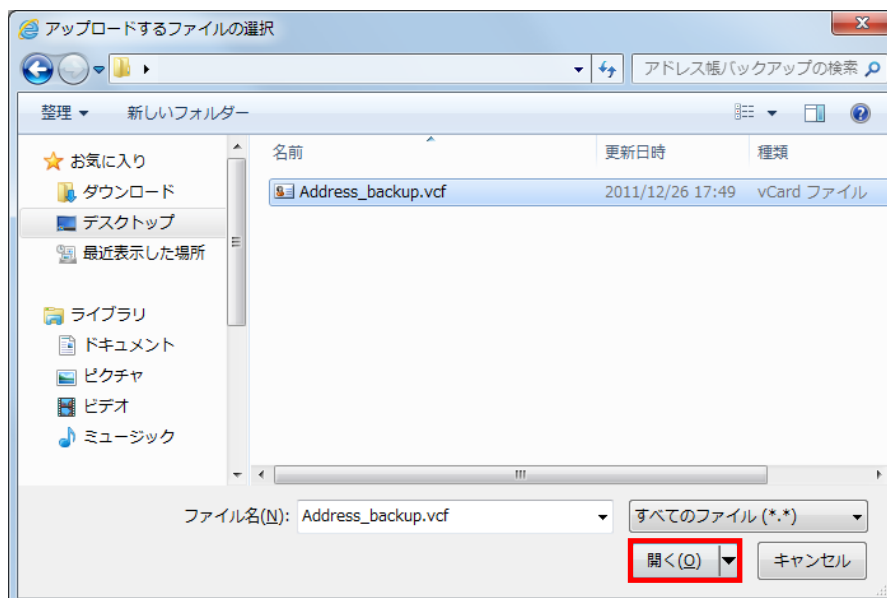 アップロードするファイルの選択
アドレス帳バックアップの検索
整理 新しいフォルダー
名前 更新日時 種類
お気に入り
Address_backup.vcf 2011/12/26 17:49 vCard ファイル
ダウンロード
デスクトップ
最近表示した場所
ライブラリ
ドキュメント
ピクチャ
ビデオ
ミュージック
ファイル名(N): Address_backup.vcf すべてのファイル (*.*)
開く(O) キャンセル